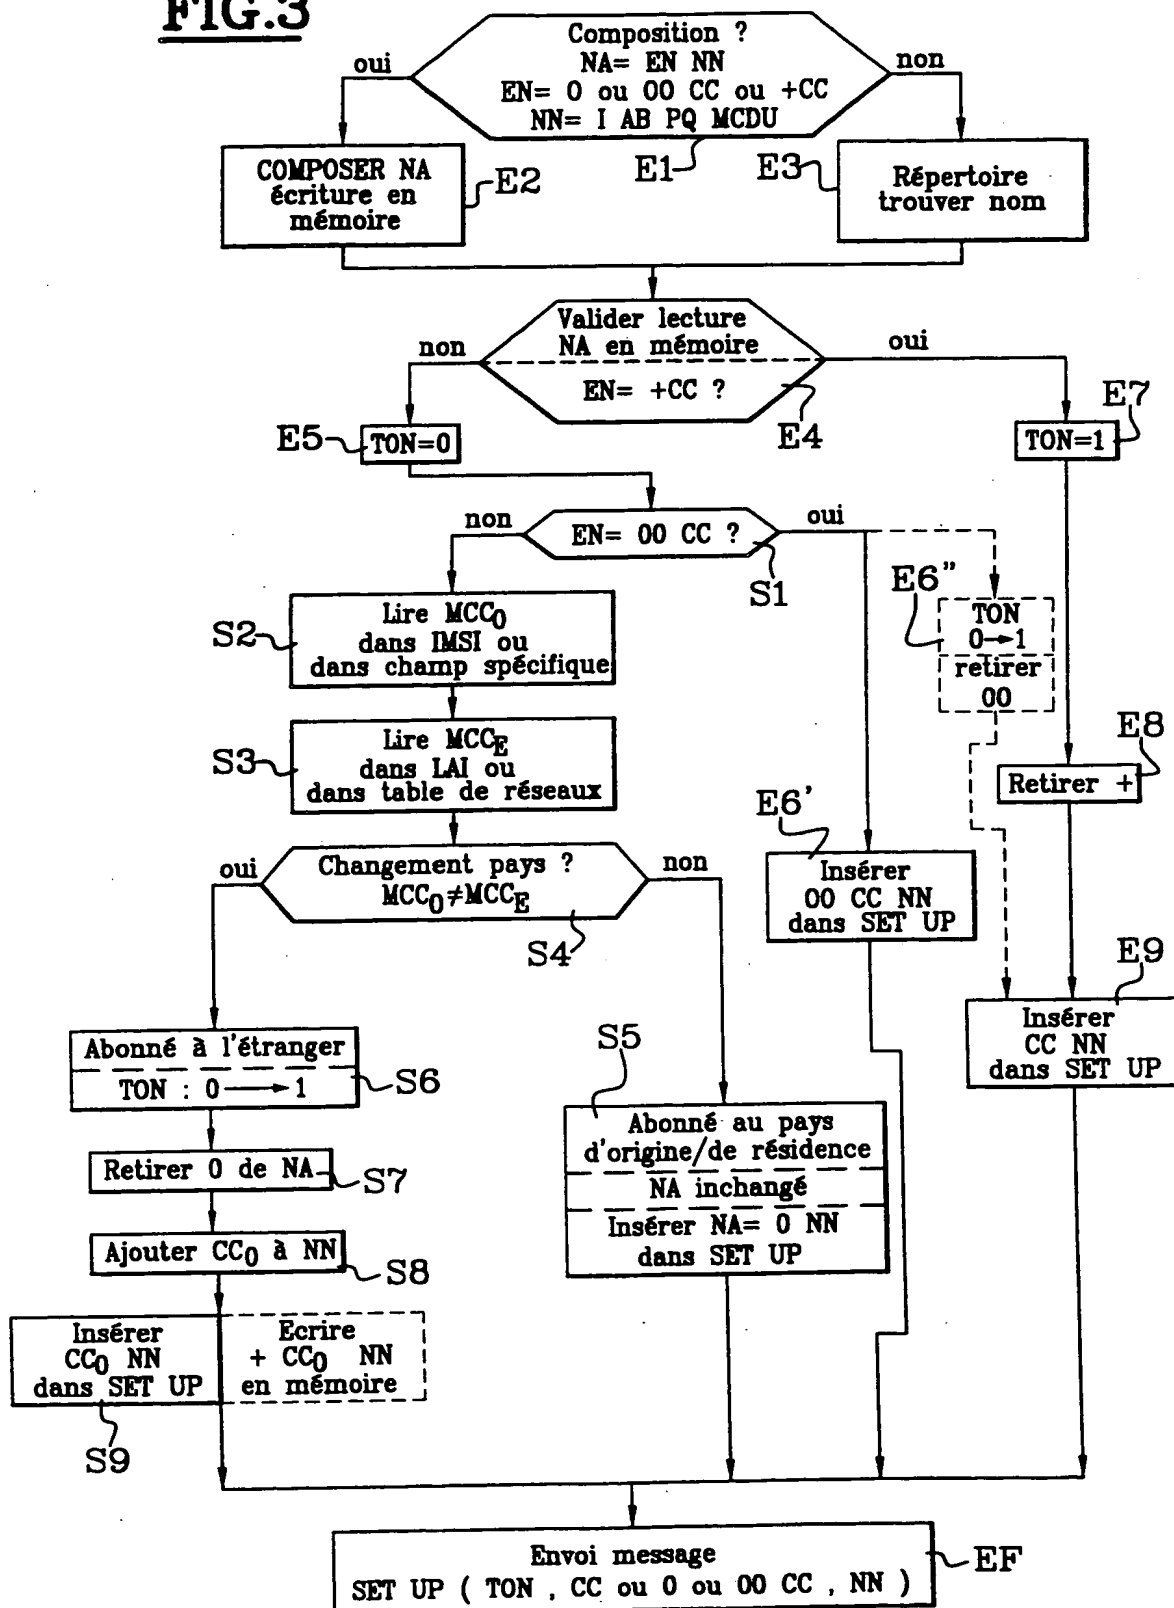 FIG.3
Composition ?
NA= EN NN
EN= 0 ou 00 CC ou +CC
NN= I AB PQ MCDU
oui
non
E1
COMPOSER NA
écriture en
mémoire
E2
E3
Répertoire
trouver nom
Valider lecture
NA en mémoire
EN= +CC ?
non
oui
E4
E5
TON=0
E7
TON=1
EN= 00 CC ?
non
oui
S1
E6"
TON
0→1
retirer
00
S2
Lire MCC0
dans IMSI ou
dans champ spécifique
S3
Lire MCCE
dans LAI ou
dans table de réseaux
E8
Retirer +
E6'
Insérer
00 CC NN
dans SET UP
oui
Changement pays ?
MCC0≠MCCE
non
S4
E9
Insérer
CC NN
dans SET UP
Abonné à l'étranger
TON : 0 → 1
S6
S5
Abonné au pays
d'origine/de résidence
NA inchangé
Insérer NA= 0 NN
dans SET UP
Retirer 0 de NA
S7
Ajouter CC0 à NN
S8
Insérer
CC0 NN
dans SET UP
Ecrire
+ CC0 NN
en mémoire
S9
Envoi message
SET UP ( TON , CC ou 0 ou 00 CC , NN )
EF